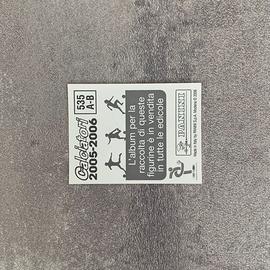 Calciatori
2005-2006
535
A-B
L'album per la
raccolta di queste
figurine è in vendita
in tutte le edicole
PANINI